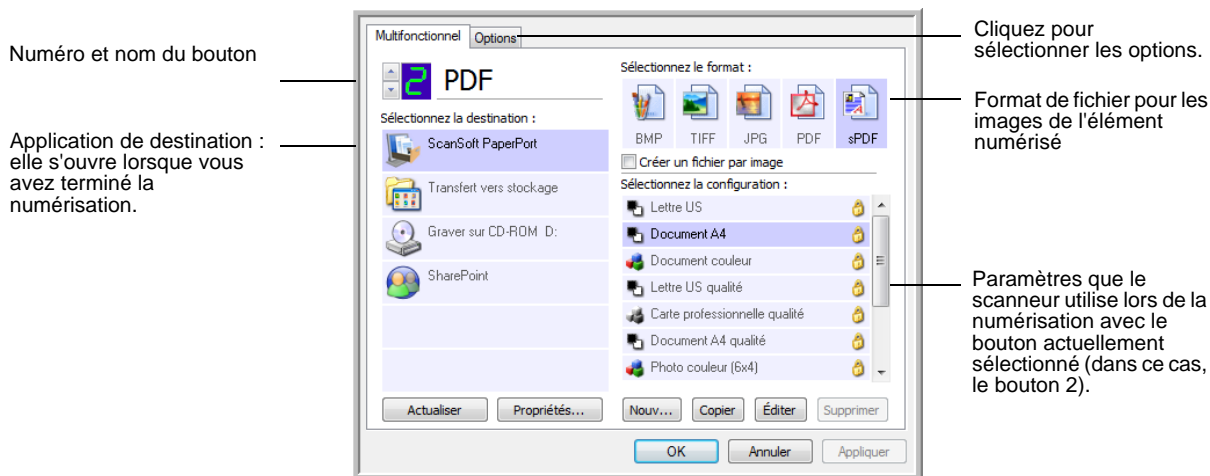 Numéro et nom du bouton
Application de destination :
elle s'ouvre lorsque vous
avez terminé la
numérisation.
Multifonctionnel
Options
2
PDF
Sélectionnez la destination :
ScanSoft PaperPort
Transfert vers stockage
Graver sur CD-ROM D:
SharePoint
Actualiser
Propriétés...
Sélectionnez le format :
BMP
TIFF
JPG
PDF
sPDF
Créer un fichier par image
Sélectionnez la configuration :
Lettre US
Document A4
Document couleur
Lettre US qualité
Carte professionnelle qualité
Document A4 qualité
Photo couleur (6x4)
Nouv...
Copier
Éditer
Supprimer
OK
Annuler
Appliquer
Cliquez pour
sélectionner les options.
Format de fichier pour les
images de l'élément
numérisé
Paramètres que le
scanneur utilise lors de la
numérisation avec le
bouton actuellement
sélectionné (dans ce cas,
le bouton 2).